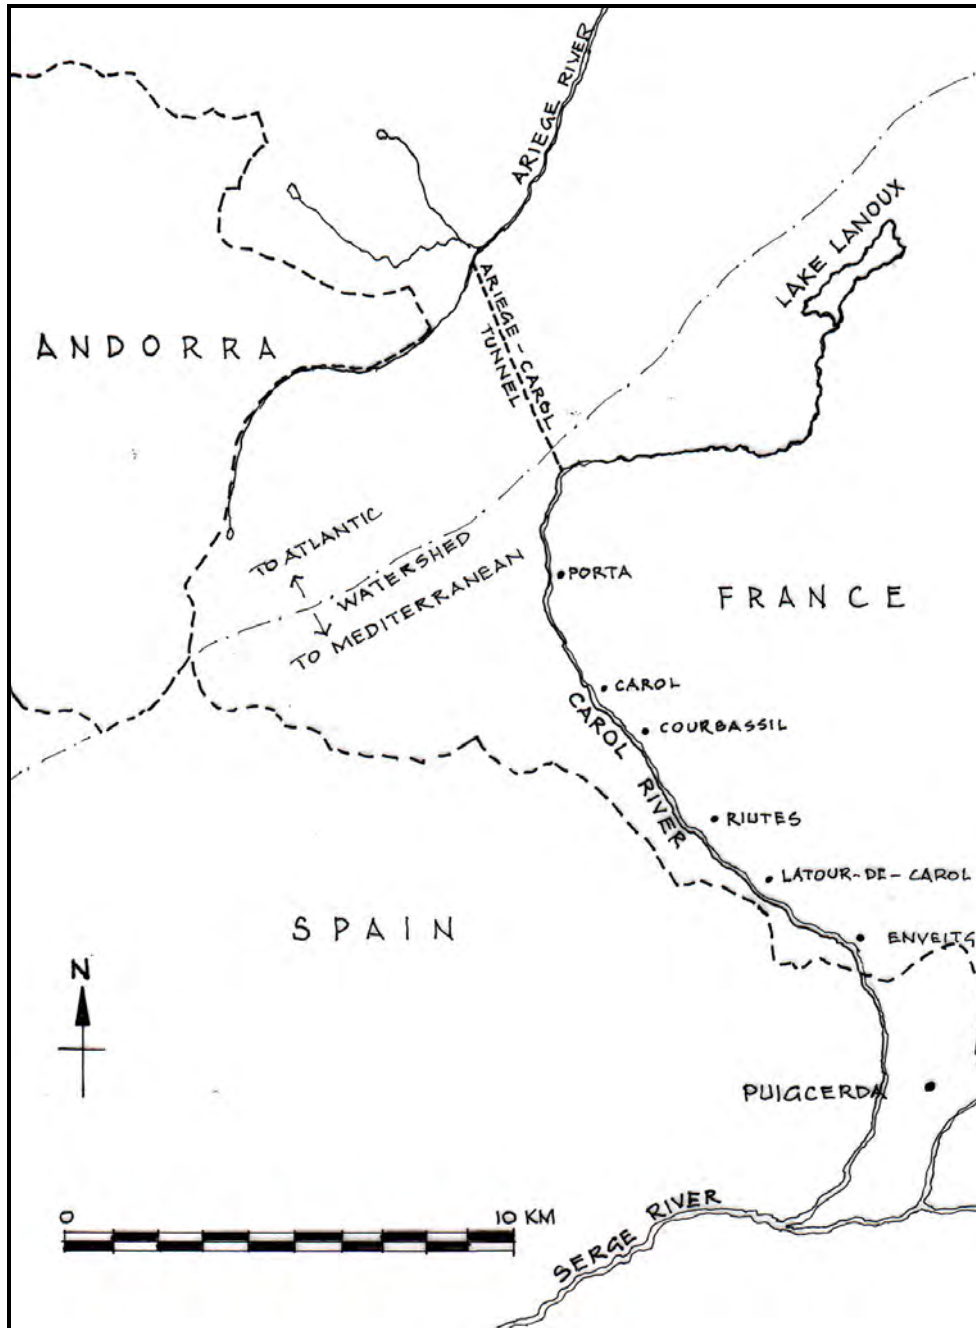 ARIEGE RIVER
LAKE LANOUX
ARIEGE-CAROL
TUNNEL
ANDORRA
TO ATLANTIC
WATERSHED
TO MEDITERRANEAN
PORTA
FRANCE
CAROL
COURBASSIL
CAROL RIVER
RIUTES
LATOUR-DE-CAROL
SPAIN
ENVEITG
N
PUIGCERDA
0
10 KM
SERGE RIVER